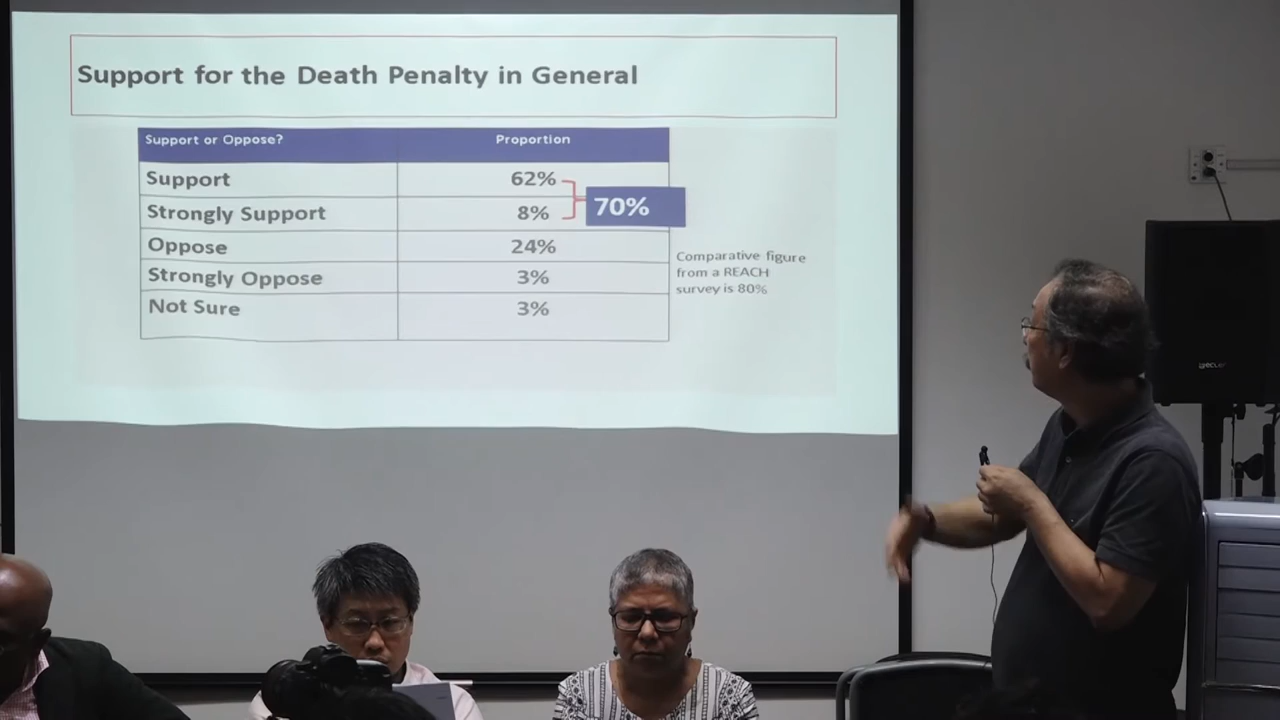 Support for the Death Penalty in General
Support or Oppose? Proportion
Support 62%
Strongly Support 8%
70%
Oppose 24%
Strongly Oppose 3%
Not Sure 3%
Comparative figure
from a REACH
survey is 80%